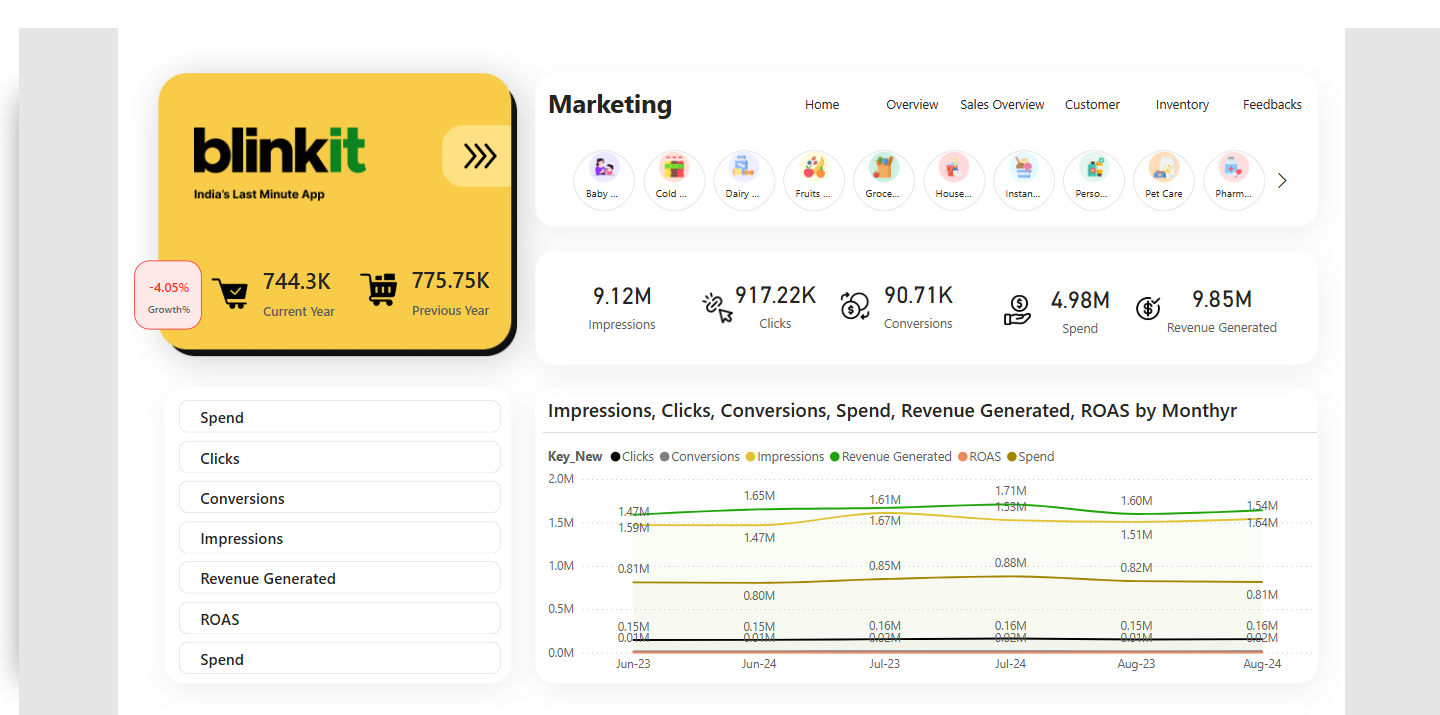 blinkit
India's Last Minute App
-4.05%
Growth%
744.3K
Current Year
775.75K
Previous Year
Marketing
Home
Overview
Sales Overview
Customer
Inventory
Feedbacks
Baby ...
Cold ...
Dairy ...
Fruits ...
Groce...
House...
Instan...
Perso...
Pet Care
Pharm...
9.12M
Impressions
917.22K
Clicks
90.71K
Conversions
4.98M
Spend
9.85M
Revenue Generated
Spend
Clicks
Conversions
Impressions
Revenue Generated
ROAS
Spend
Impressions, Clicks, Conversions, Spend, Revenue Generated, ROAS by Monthyr
Key_New Clicks Conversions Impressions Revenue Generated ROAS Spend
2.0M
1.5M
1.0M
0.5M
0.0M
1.47M 1.65M 1.61M 1.71M 1.60M 1.54M
1.59M 1.47M 1.67M 1.53M 1.51M 1.64M
0.81M 0.80M 0.85M 0.88M 0.82M 0.81M
0.15M 0.15M 0.16M 0.16M 0.15M 0.16M
0.01M 0.01M 0.02M 0.02M 0.01M 0.02M
Jun-23 Jun-24 Jul-23 Jul-24 Aug-23 Aug-24